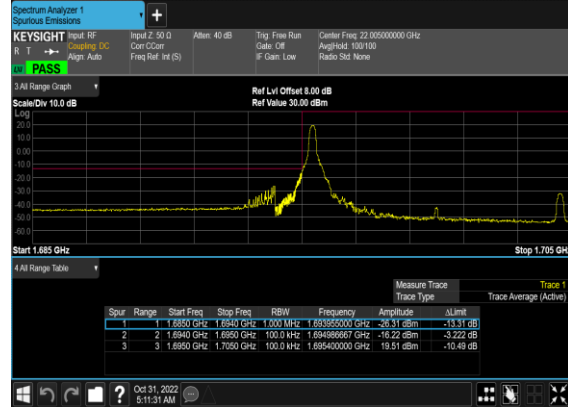 Spectrum Analyzer 1
Spurious Emissions
+
KEYSIGHT Input: RF Input Z: 50 Ω Atten: 40 dB Trig: Free Run Center Freq: 22.005000000 GHz
R T Coupling: DC Corr CCorr Gate: Off Avg|Hold: 100/100
Align: Auto Freq Ref: Int (S) IF Gain: Low Radio Std: None
PASS
3 All Range Graph
Ref Lvl Offset 8.00 dB
Scale/Div 10.0 dB Ref Value 30.00 dBm
Log
20.0
10.0
0.00
-10.0
-20.0
-30.0
-40.0
-50.0
-60.0
Start 1.685 GHz Stop 1.705 GHz
4 All Range Table
Measure Trace Trace 1
Trace Type Trace Average (Active)
Spur Range Start Freq Stop Freq RBW Frequency Amplitude ΔLimit
1 1 1.6850 GHz 1.6940 GHz 1.000 MHz 1.693955000 GHz -26.31 dBm -13.31 dB
2 2 1.6940 GHz 1.6950 GHz 100.0 kHz 1.694986667 GHz -16.22 dBm -3.222 dB
3 3 1.6950 GHz 1.7050 GHz 100.0 kHz 1.695400000 GHz 19.51 dBm -10.49 dB
? Oct 31, 2022
5:11:31 AM